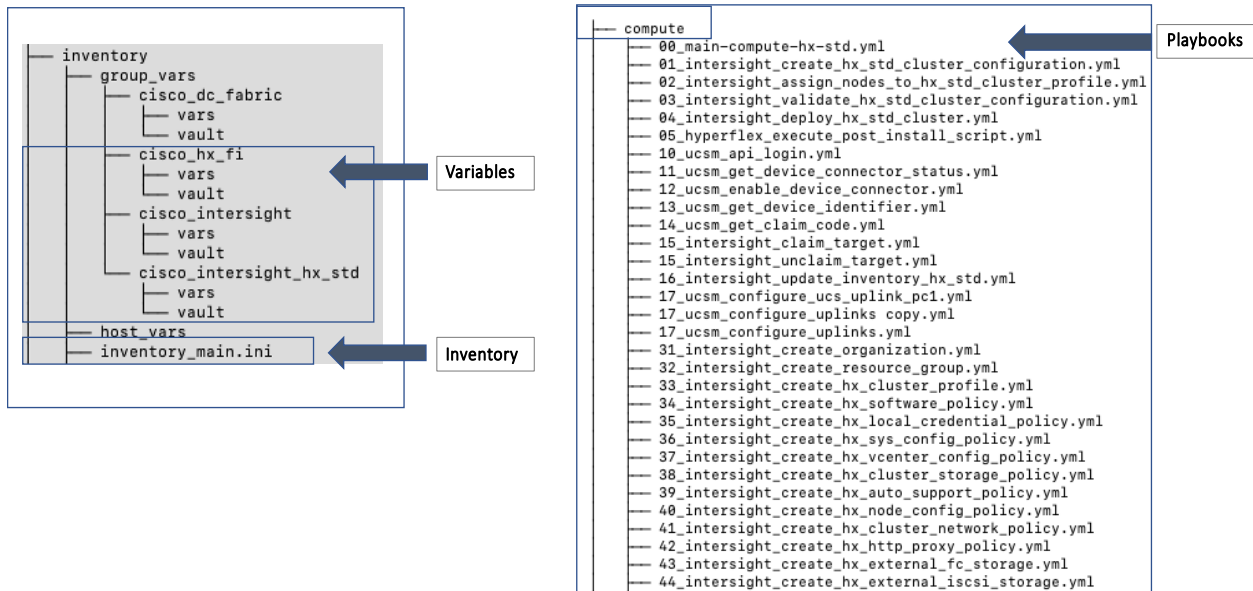 inventory
group_vars
cisco_dc_fabric
vars
vault
cisco_hx_fi
vars
vault
cisco_intersight
vars
vault
cisco_intersight_hx_std
vars
vault
host_vars
inventory_main.ini
Variables
Inventory
compute
00_main-compute-hx-std.yml
01_intersight_create_hx_std_cluster_configuration.yml
02_intersight_assign_nodes_to_hx_std_cluster_profile.yml
03_intersight_validate_hx_std_cluster_configuration.yml
04_intersight_deploy_hx_std_cluster.yml
05_hyperflex_execute_post_install_script.yml
10_ucsm_api_login.yml
11_ucsm_get_device_connector_status.yml
12_ucsm_enable_device_connector.yml
13_ucsm_get_device_identifier.yml
14_ucsm_get_claim_code.yml
15_intersight_claim_target.yml
15_intersight_unclaim_target.yml
16_intersight_update_inventory_hx_std.yml
17_ucsm_configure_ucs_uplink_pc1.yml
17_ucsm_configure_uplinks copy.yml
17_ucsm_configure_uplinks.yml
31_intersight_create_organization.yml
32_intersight_create_resource_group.yml
33_intersight_create_hx_cluster_profile.yml
34_intersight_create_hx_software_policy.yml
35_intersight_create_hx_local_credential_policy.yml
36_intersight_create_hx_sys_config_policy.yml
37_intersight_create_hx_vcenter_config_policy.yml
38_intersight_create_hx_cluster_storage_policy.yml
39_intersight_create_hx_auto_support_policy.yml
40_intersight_create_hx_node_config_policy.yml
41_intersight_create_hx_cluster_network_policy.yml
42_intersight_create_hx_http_proxy_policy.yml
43_intersight_create_hx_external_fc_storage.yml
44_intersight_create_hx_external_iscsi_storage.yml
Playbooks